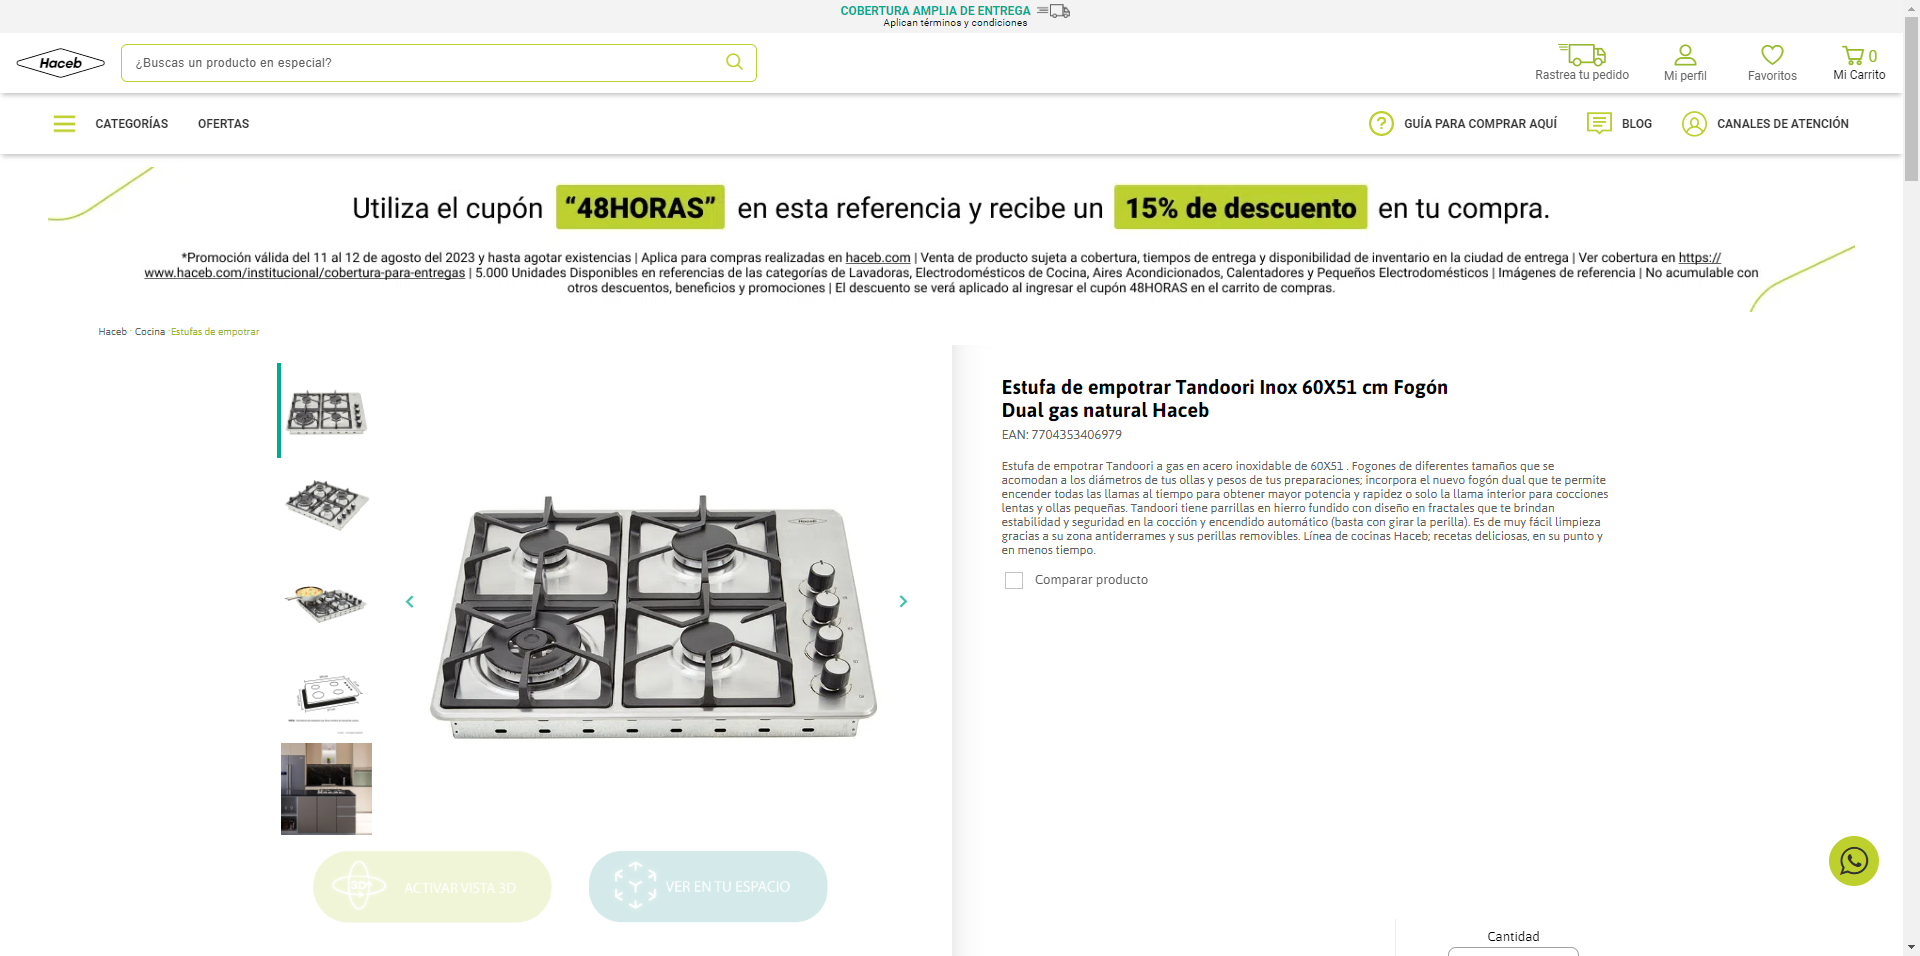 COBERTURA AMPLIA DE ENTREGA
Aplican términos y condiciones
Haceb
¿Buscas un producto en especial?
Rastrea tu pedido
Mi perfil
Favoritos
0
Mi Carrito
CATEGORÍAS
OFERTAS
GUÍA PARA COMPRAR AQUÍ
BLOG
CANALES DE ATENCIÓN
Utiliza el cupón “48HORAS” en esta referencia y recibe un 15% de descuento en tu compra.
*Promoción válida del 11 al 12 de agosto del 2023 y hasta agotar existencias | Aplica para compras realizadas en haceb.com | Venta de producto sujeta a cobertura, tiempos de entrega y disponibilidad de inventario en la ciudad de entrega | Ver cobertura en https://
www.haceb.com/institucional/cobertura-para-entregas | 5.000 Unidades Disponibles en referencias de las categorías de Lavadoras, Electrodomésticos de Cocina, Aires Acondicionados, Calentadores y Pequeños Electrodomésticos | Imágenes de referencia | No acumulable con
otros descuentos, beneficios y promociones | El descuento se verá aplicado al ingresar el cupón 48HORAS en el carrito de compras.
Haceb · Cocina · Estufas de empotrar
Estufa de empotrar Tandoori Inox 60X51 cm Fogón
Dual gas natural Haceb
EAN: 7704353406979
Estufa de empotrar Tandoori a gas en acero inoxidable de 60X51 . Fogones de diferentes tamaños que se
acomodan a los diámetros de tus ollas y pesos de tus preparaciones; incorpora el nuevo fogón dual que te permite
encender todas las llamas al tiempo para obtener mayor potencia y rapidez o solo la llama interior para cocciones
lentas y ollas pequeñas. Tandoori tiene parrillas en hierro fundido con diseño en fractales que te brindan
estabilidad y seguridad en la cocción y encendido automático (basta con girar la perilla). Es de muy fácil limpieza
gracias a su zona antiderrames y sus perillas removibles. Línea de cocinas Haceb; recetas deliciosas, en su punto y
en menos tiempo.
Comparar producto
Haceb
3D
ACTIVAR VISTA 3D
VER EN TU ESPACIO
Cantidad